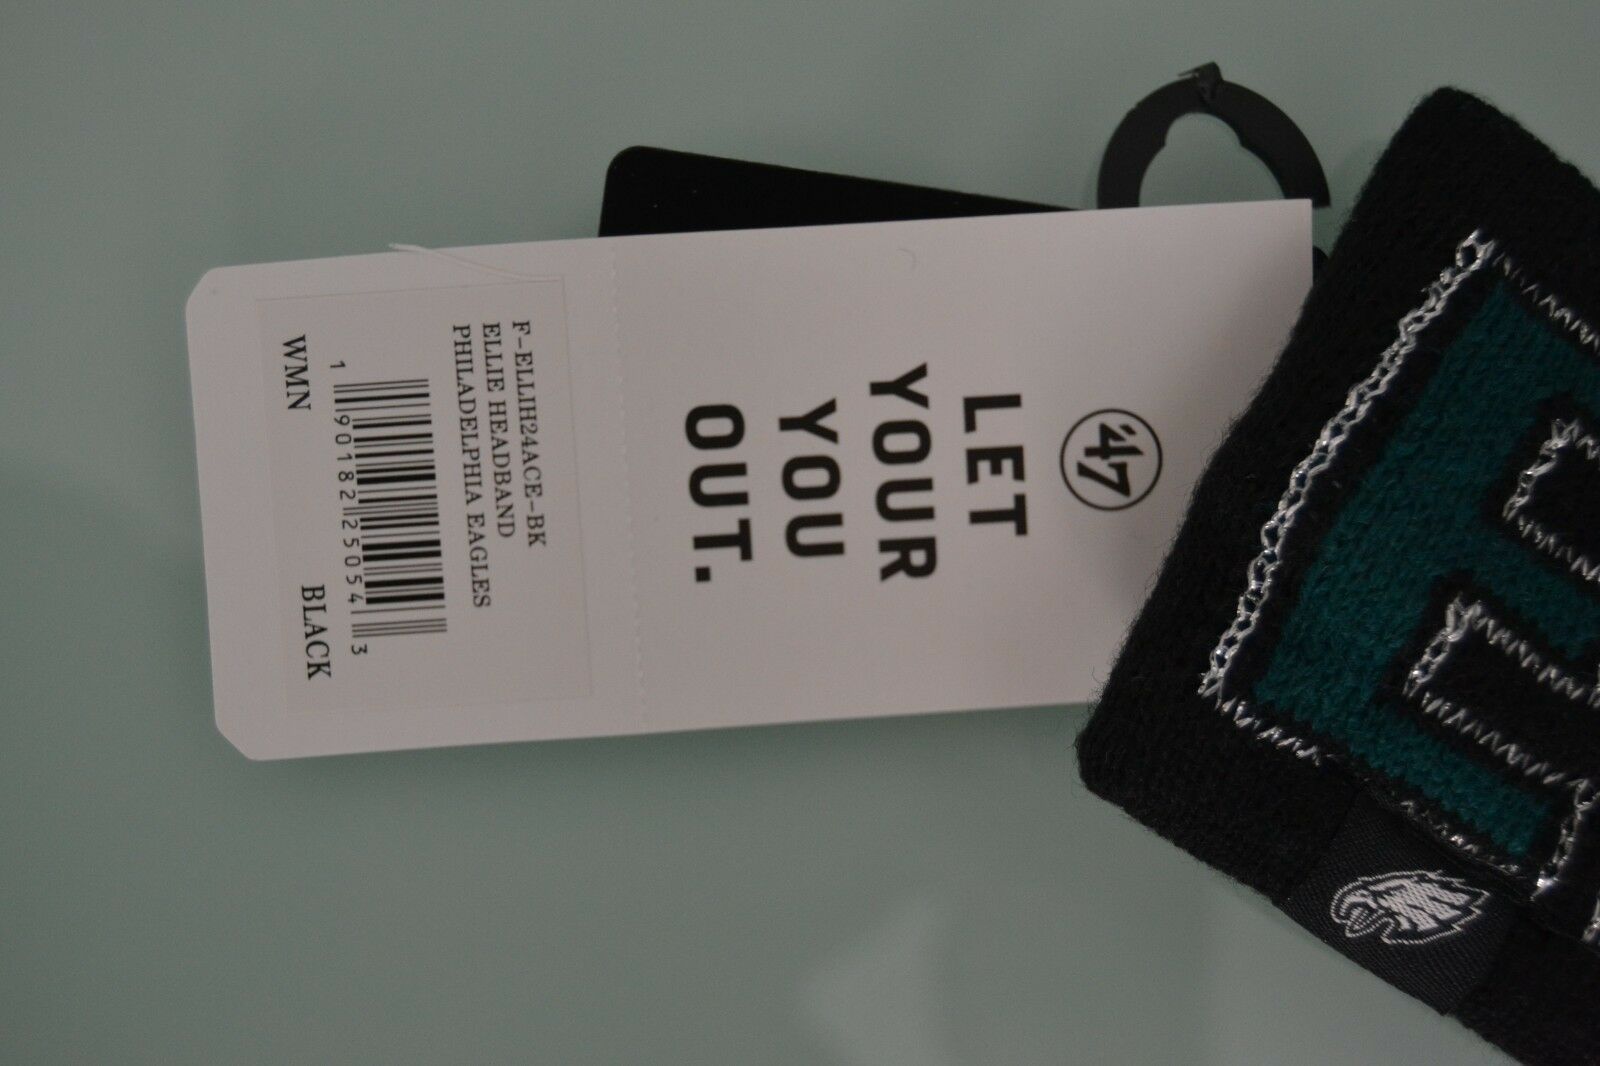 '47
LET
YOUR
YOU
OUT.
F-ELLIH24ACE-BK
ELLIE HEADBAND
PHILADELPHIA EAGLES
1 90182 25054 3
WMN BLACK